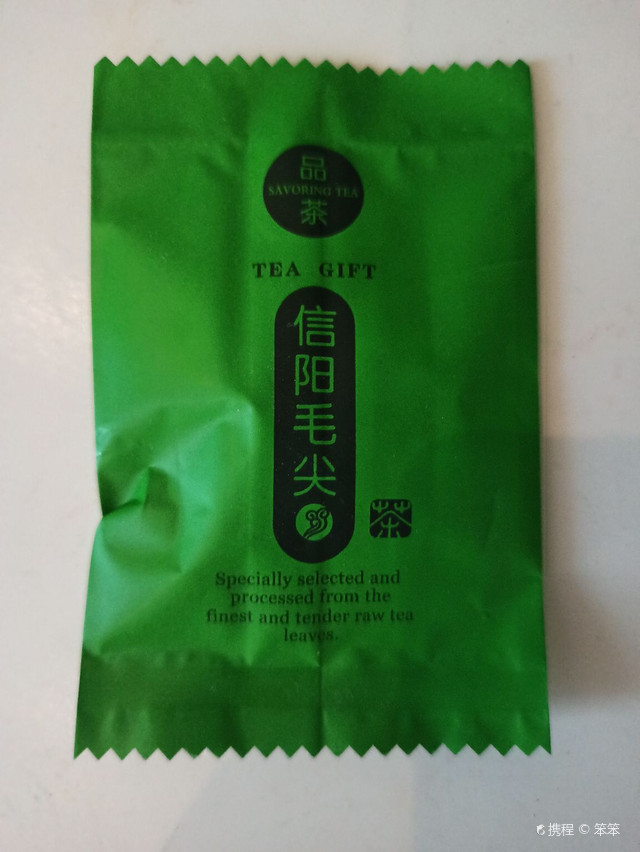 品
SAVORING TEA
茶
TEA GIFT
信阳毛尖
茶
Specially selected and
processed from the
finest and tender raw tea
leaves.
携程 © 笨笨